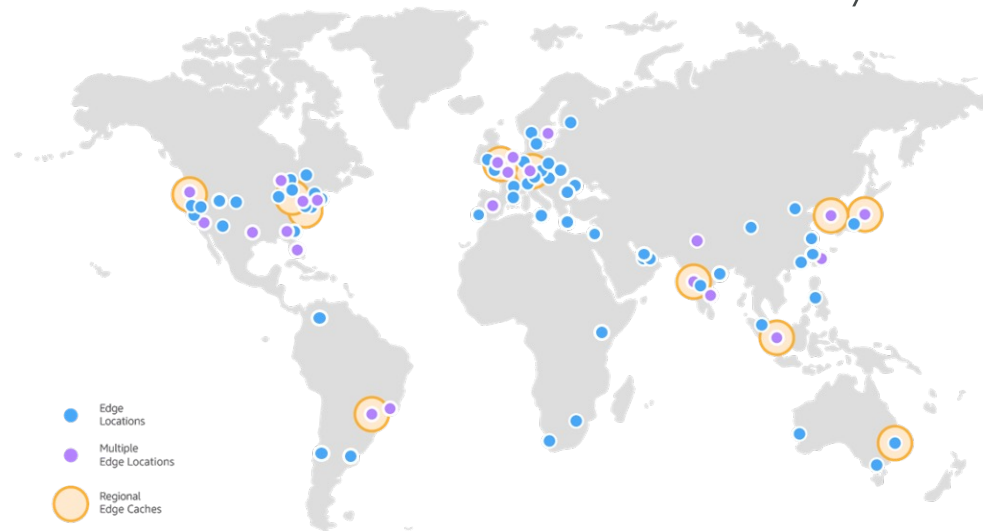 Edge
Locations
Multiple
Edge Locations
Regional
Edge Caches